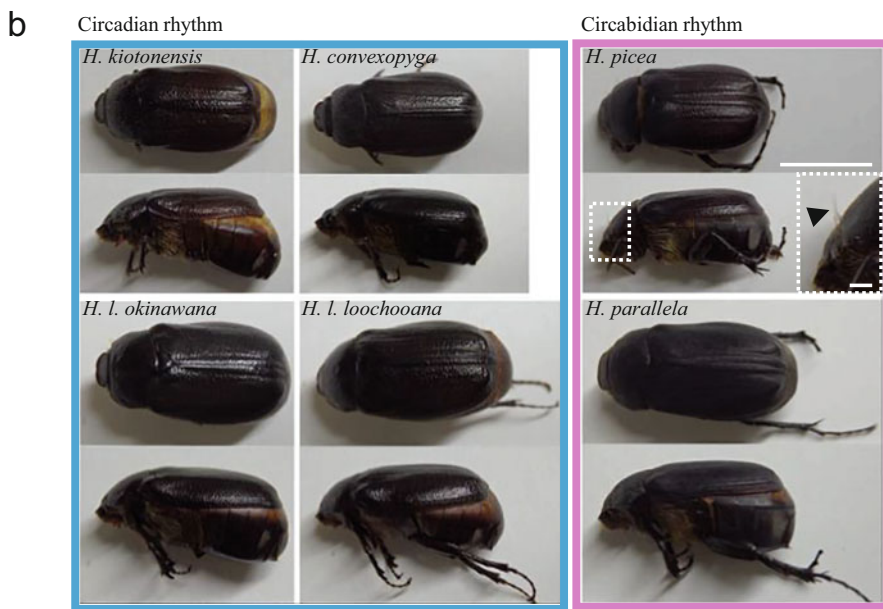 b
Circadian rhythm
Circabidian rhythm
H. kiotonensis
H. convexopyga
H. picea
H. l. okinawana
H. l. loochooana
H. parallela